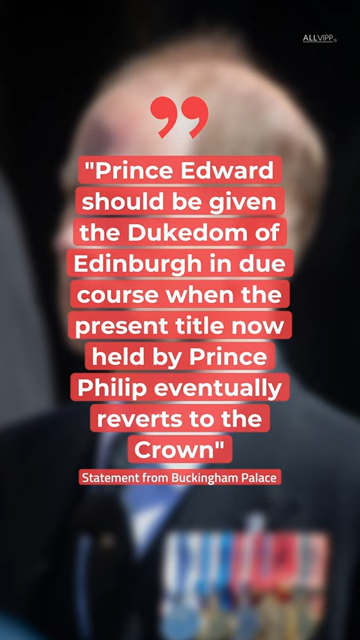 ALLVIPP
"Prince Edward
should be given
the Dukedom of
Edinburgh in due
course when the
present title now
held by Prince
Philip eventually
reverts to the
Crown"
Statement from Buckingham Palace